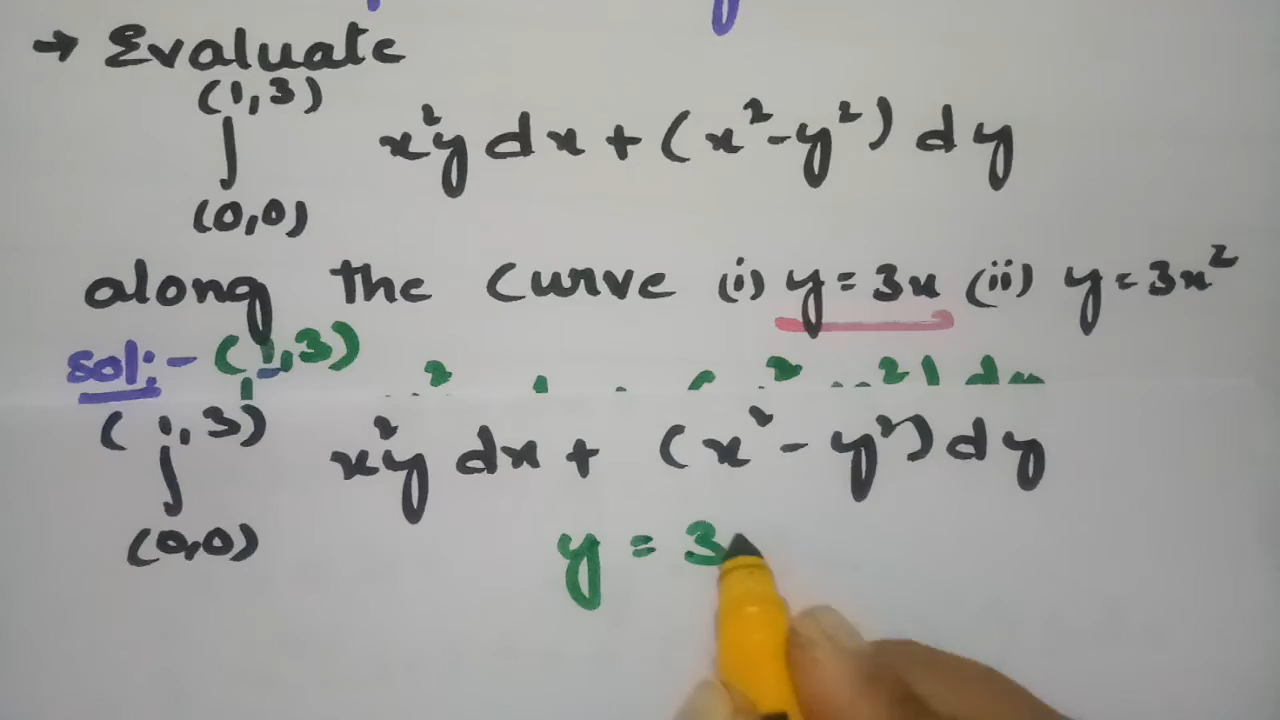 → Evaluate
(1,3)
∫ x²y dx + (x²-y²) dy
(0,0)
along the curve (i) y = 3x (ii) y = 3x²
sol:- (1,3)
(1,3)
∫ x²y dx + (x² - y²) dy
(0,0)
y = 3